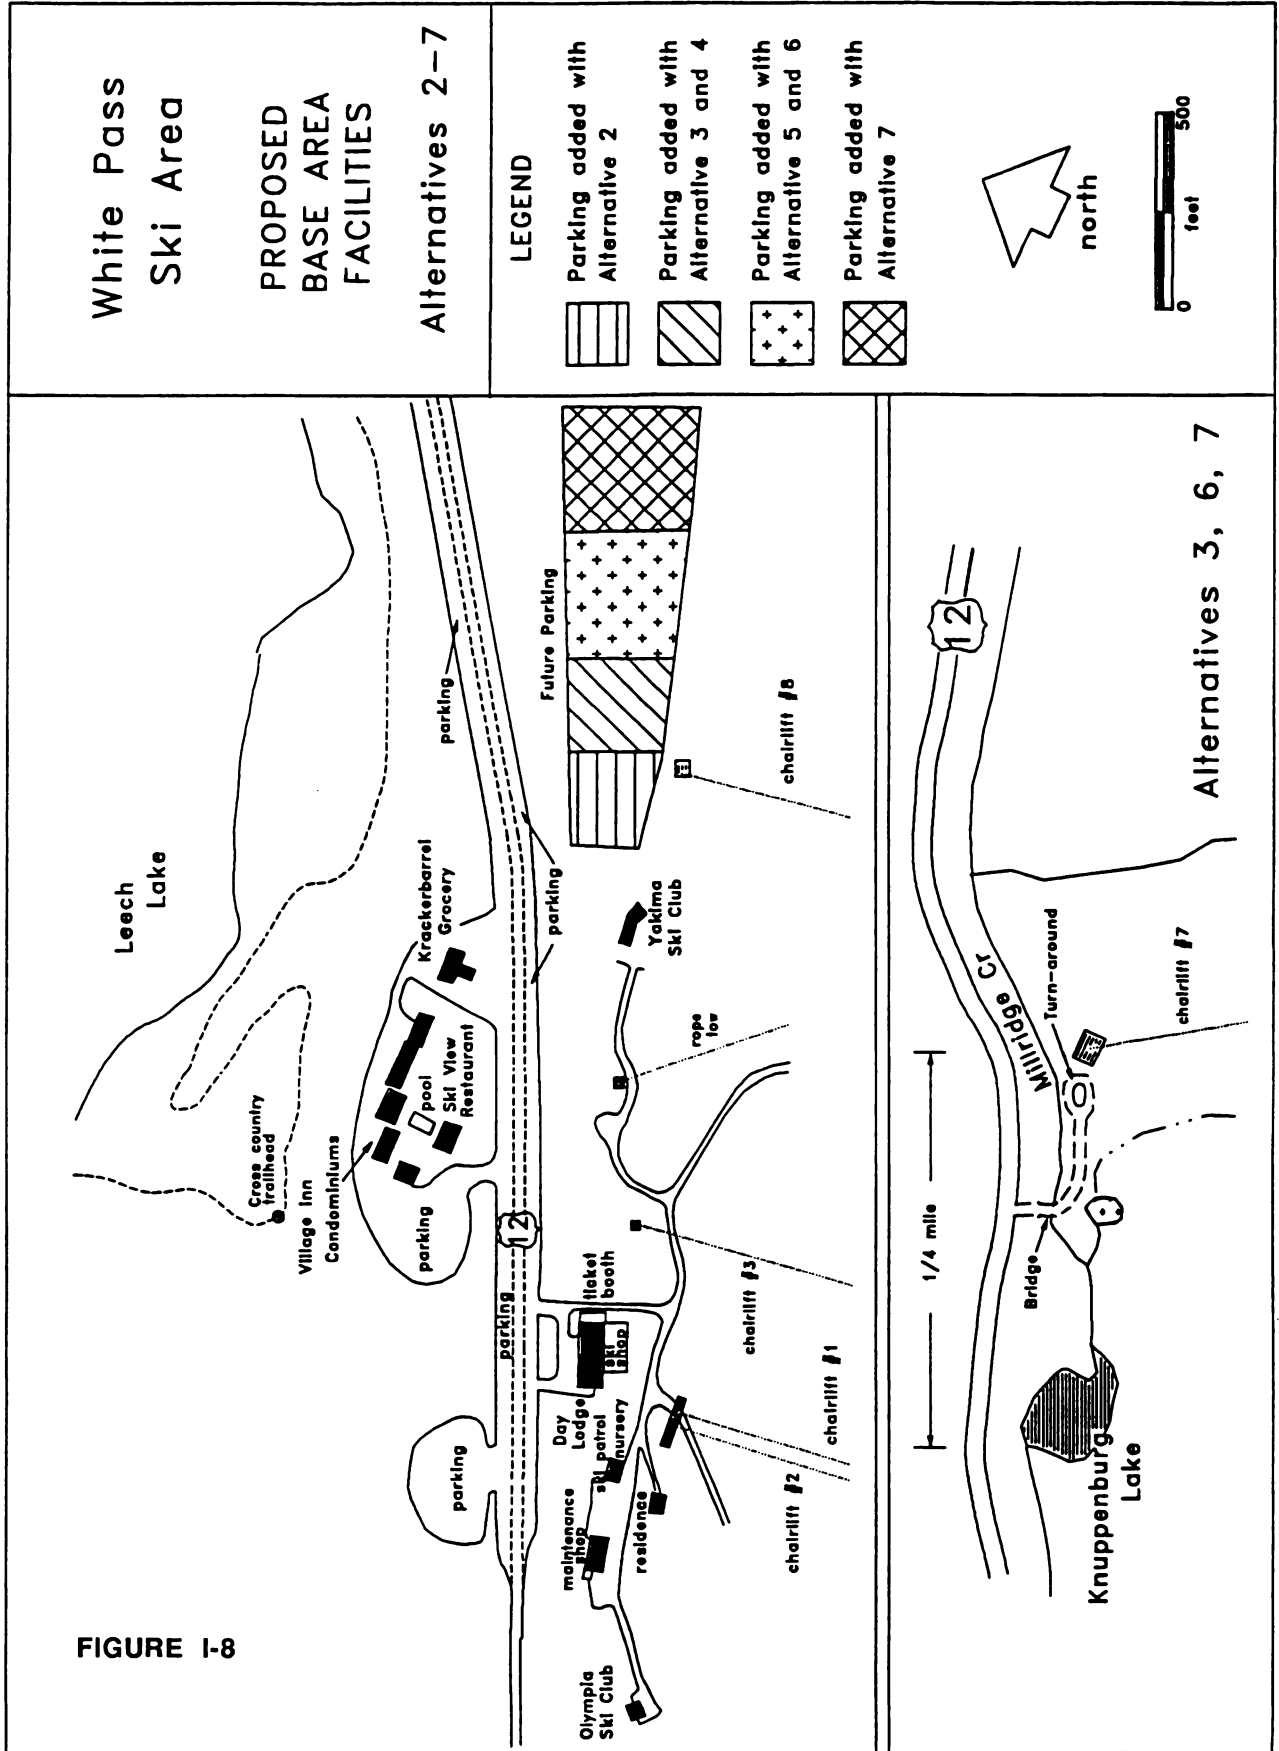 FIGURE I-8
White Pass
Ski Area
PROPOSED
BASE AREA
FACILITIES
Alternatives 2-7
LEGEND
Parking added with
Alternative 2
Parking added with
Alternative 3 and 4
Parking added with
Alternative 5 and 6
Parking added with
Alternative 7
north
0
500
feet
Leech
Lake
Cross country
trailhead
Village Inn
Condominiums
pool
Ski View
Restaurant
Krackerbarrel
Grocery
parking
parking
parking
parking
parking
12
Future Parking
Yakima
Ski Club
rope
tow
chairlift #8
ticket
booth
ski
shop
Day
Lodge
ski patrol
nursery
maintenance
shop
residence
Olympia
Ski Club
chairlift #3
chairlift #1
chairlift #2
12
Millridge Cr
Turn-around
chairlift #7
1/4 mile
Bridge
Knuppenburg
Lake
Alternatives 3, 6, 7